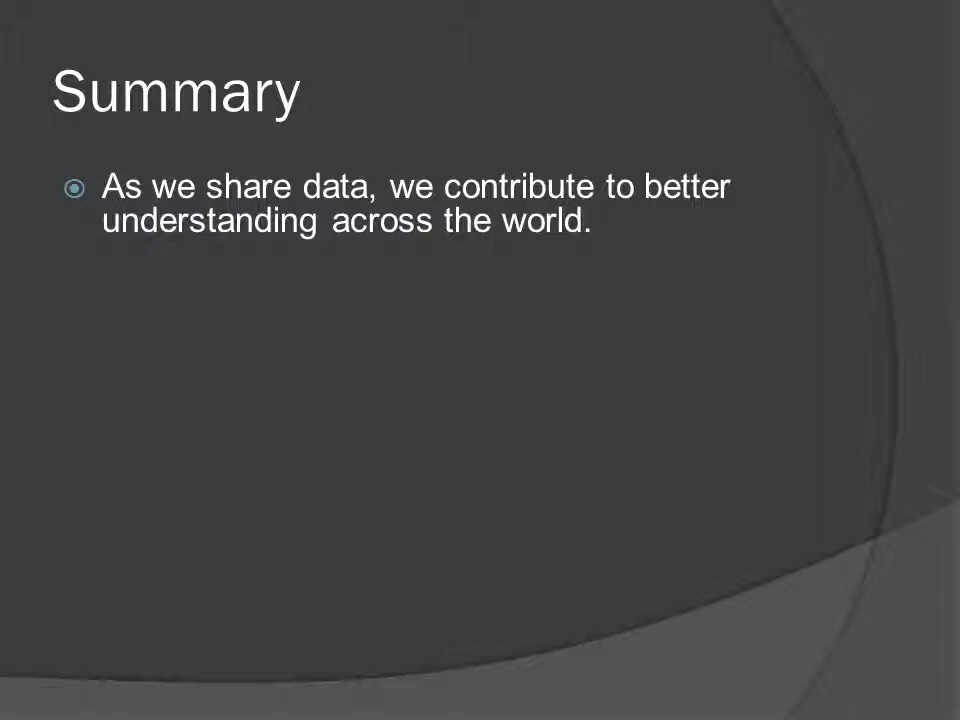 Summary
As we share data, we contribute to better
understanding across the world.